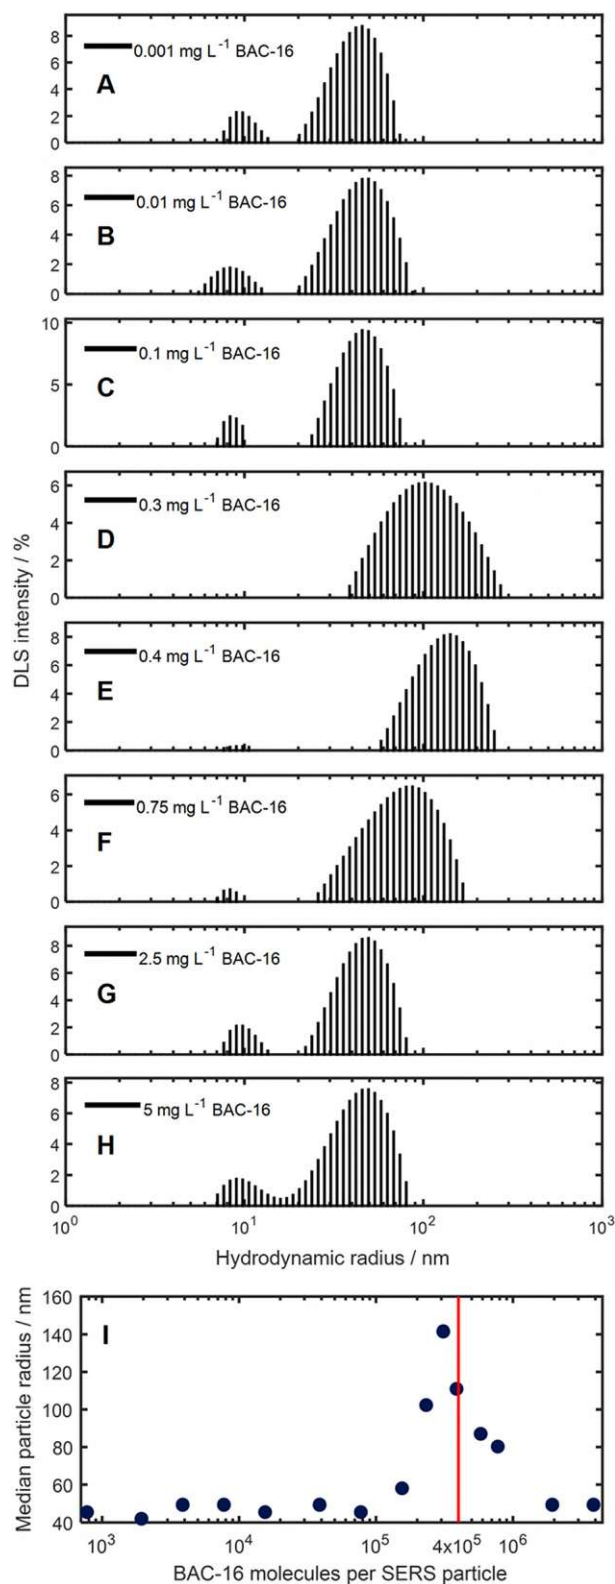 8
6
4
2
0
0.001 mg L⁻¹ BAC-16
A
8
6
4
2
0
0.01 mg L⁻¹ BAC-16
B
10
5
0
0.1 mg L⁻¹ BAC-16
C
6
4
2
0
0.3 mg L⁻¹ BAC-16
D
DLS intensity / %
8
6
4
2
0
0.4 mg L⁻¹ BAC-16
E
6
4
2
0
0.75 mg L⁻¹ BAC-16
F
8
6
4
2
0
2.5 mg L⁻¹ BAC-16
G
8
6
4
2
0
5 mg L⁻¹ BAC-16
H
10⁰ 10¹ 10² 10³
Hydrodynamic radius / nm
160
140
120
100
80
60
40
Median particle radius / nm
I
10³ 10⁴ 10⁵ 4x10⁵ 10⁶
BAC-16 molecules per SERS particle